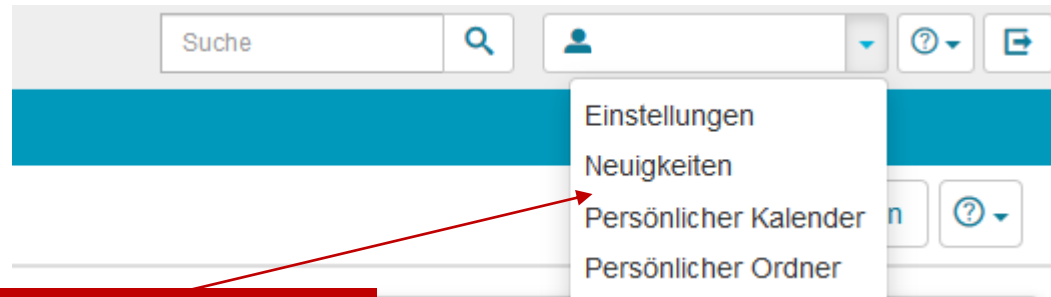 Suche
Einstellungen
Neuigkeiten
Persönlicher Kalender
n
Persönlicher Ordner